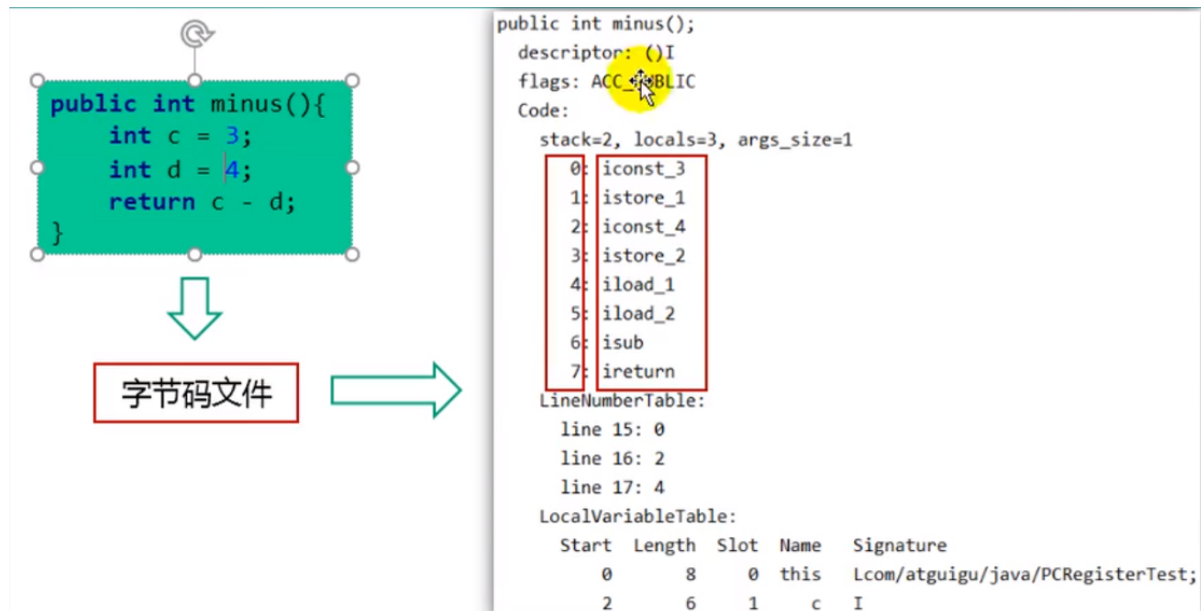 public int minus(){
int c = 3;
int d = 4;
return c - d;
}
字节码文件
public int minus();
descriptor: ()I
flags: ACC_PUBLIC
Code:
stack=2, locals=3, args_size=1
0: iconst_3
1: istore_1
2: iconst_4
3: istore_2
4: iload_1
5: iload_2
6: isub
7: ireturn
LineNumberTable:
line 15: 0
line 16: 2
line 17: 4
LocalVariableTable:
Start Length Slot Name Signature
0 8 0 this Lcom/atguigu/java/PCRegisterTest;
2 6 1 c I